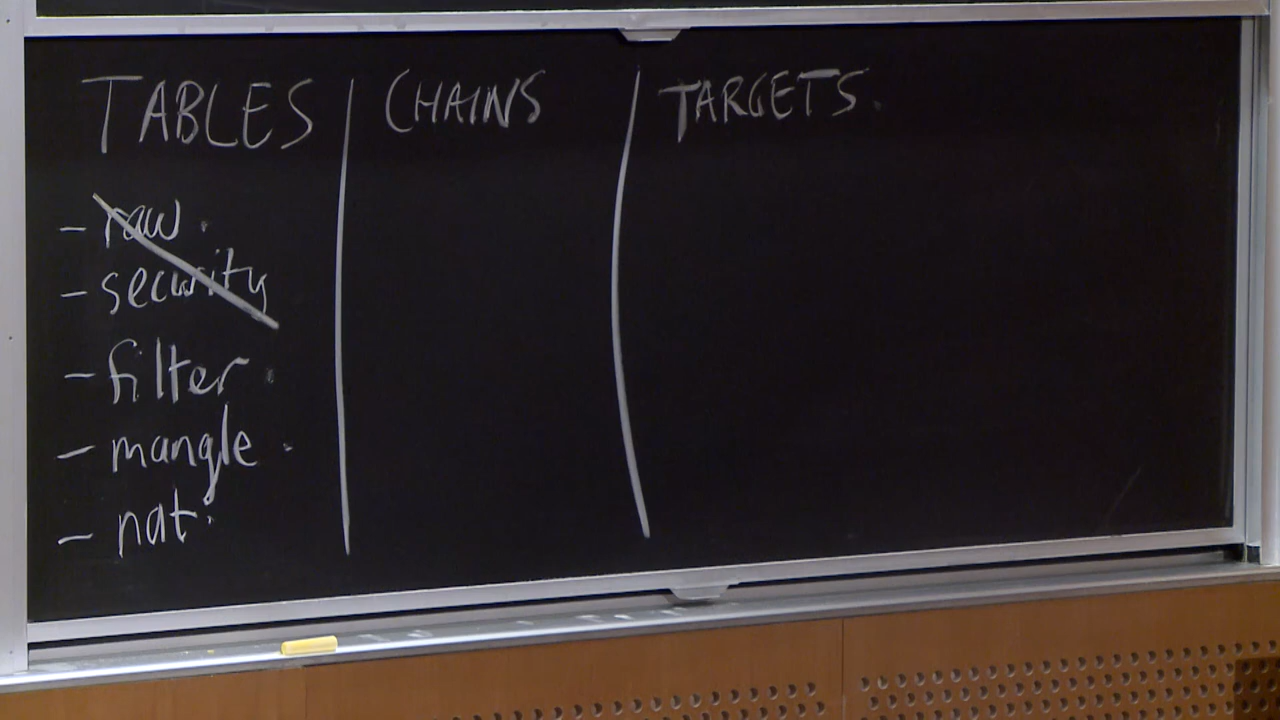 TABLES | CHAINS | TARGETS.
- raw.
- security
- filter.
- mangle.
- nat.